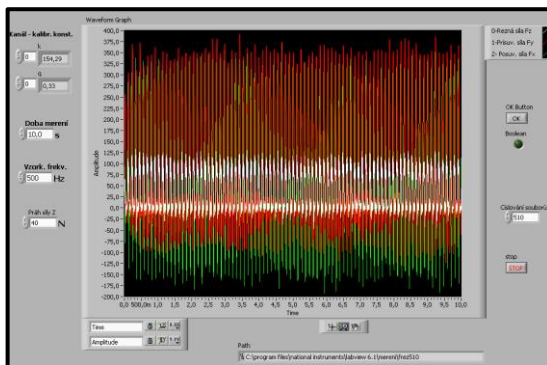 Waveform Graph
Kanál - kalibr. konst.
k
0 154,29
q
0 0,33
Doba merení
10,0 s
Vzork. frekv.
500 Hz
Práh síly Z
40 N
Amplitude
400,0
375,0
350,0
325,0
300,0
275,0
250,0
225,0
200,0
175,0
150,0
125,0
100,0
75,0
50,0
25,0
0,0
-25,0
-50,0
-75,0
-100,0
-125,0
-150,0
-175,0
-200,0
0,0 500,0m 1,0 1,5 2,0 2,5 3,0 3,5 4,0 4,5 5,0 5,5 6,0 6,5 7,0 7,5 8,0 8,5 9,0 9,5 10,0
Time
0-Rezná sila Fz
1-Prisuv. sila Fy
2- Posuv. sila Fx
OK Button
OK
Boolean
Cislování souboru
510
stop
STOP
Time
Amplitude
Path
C:\program files\national instruments\labview 6.1\merení\frez510